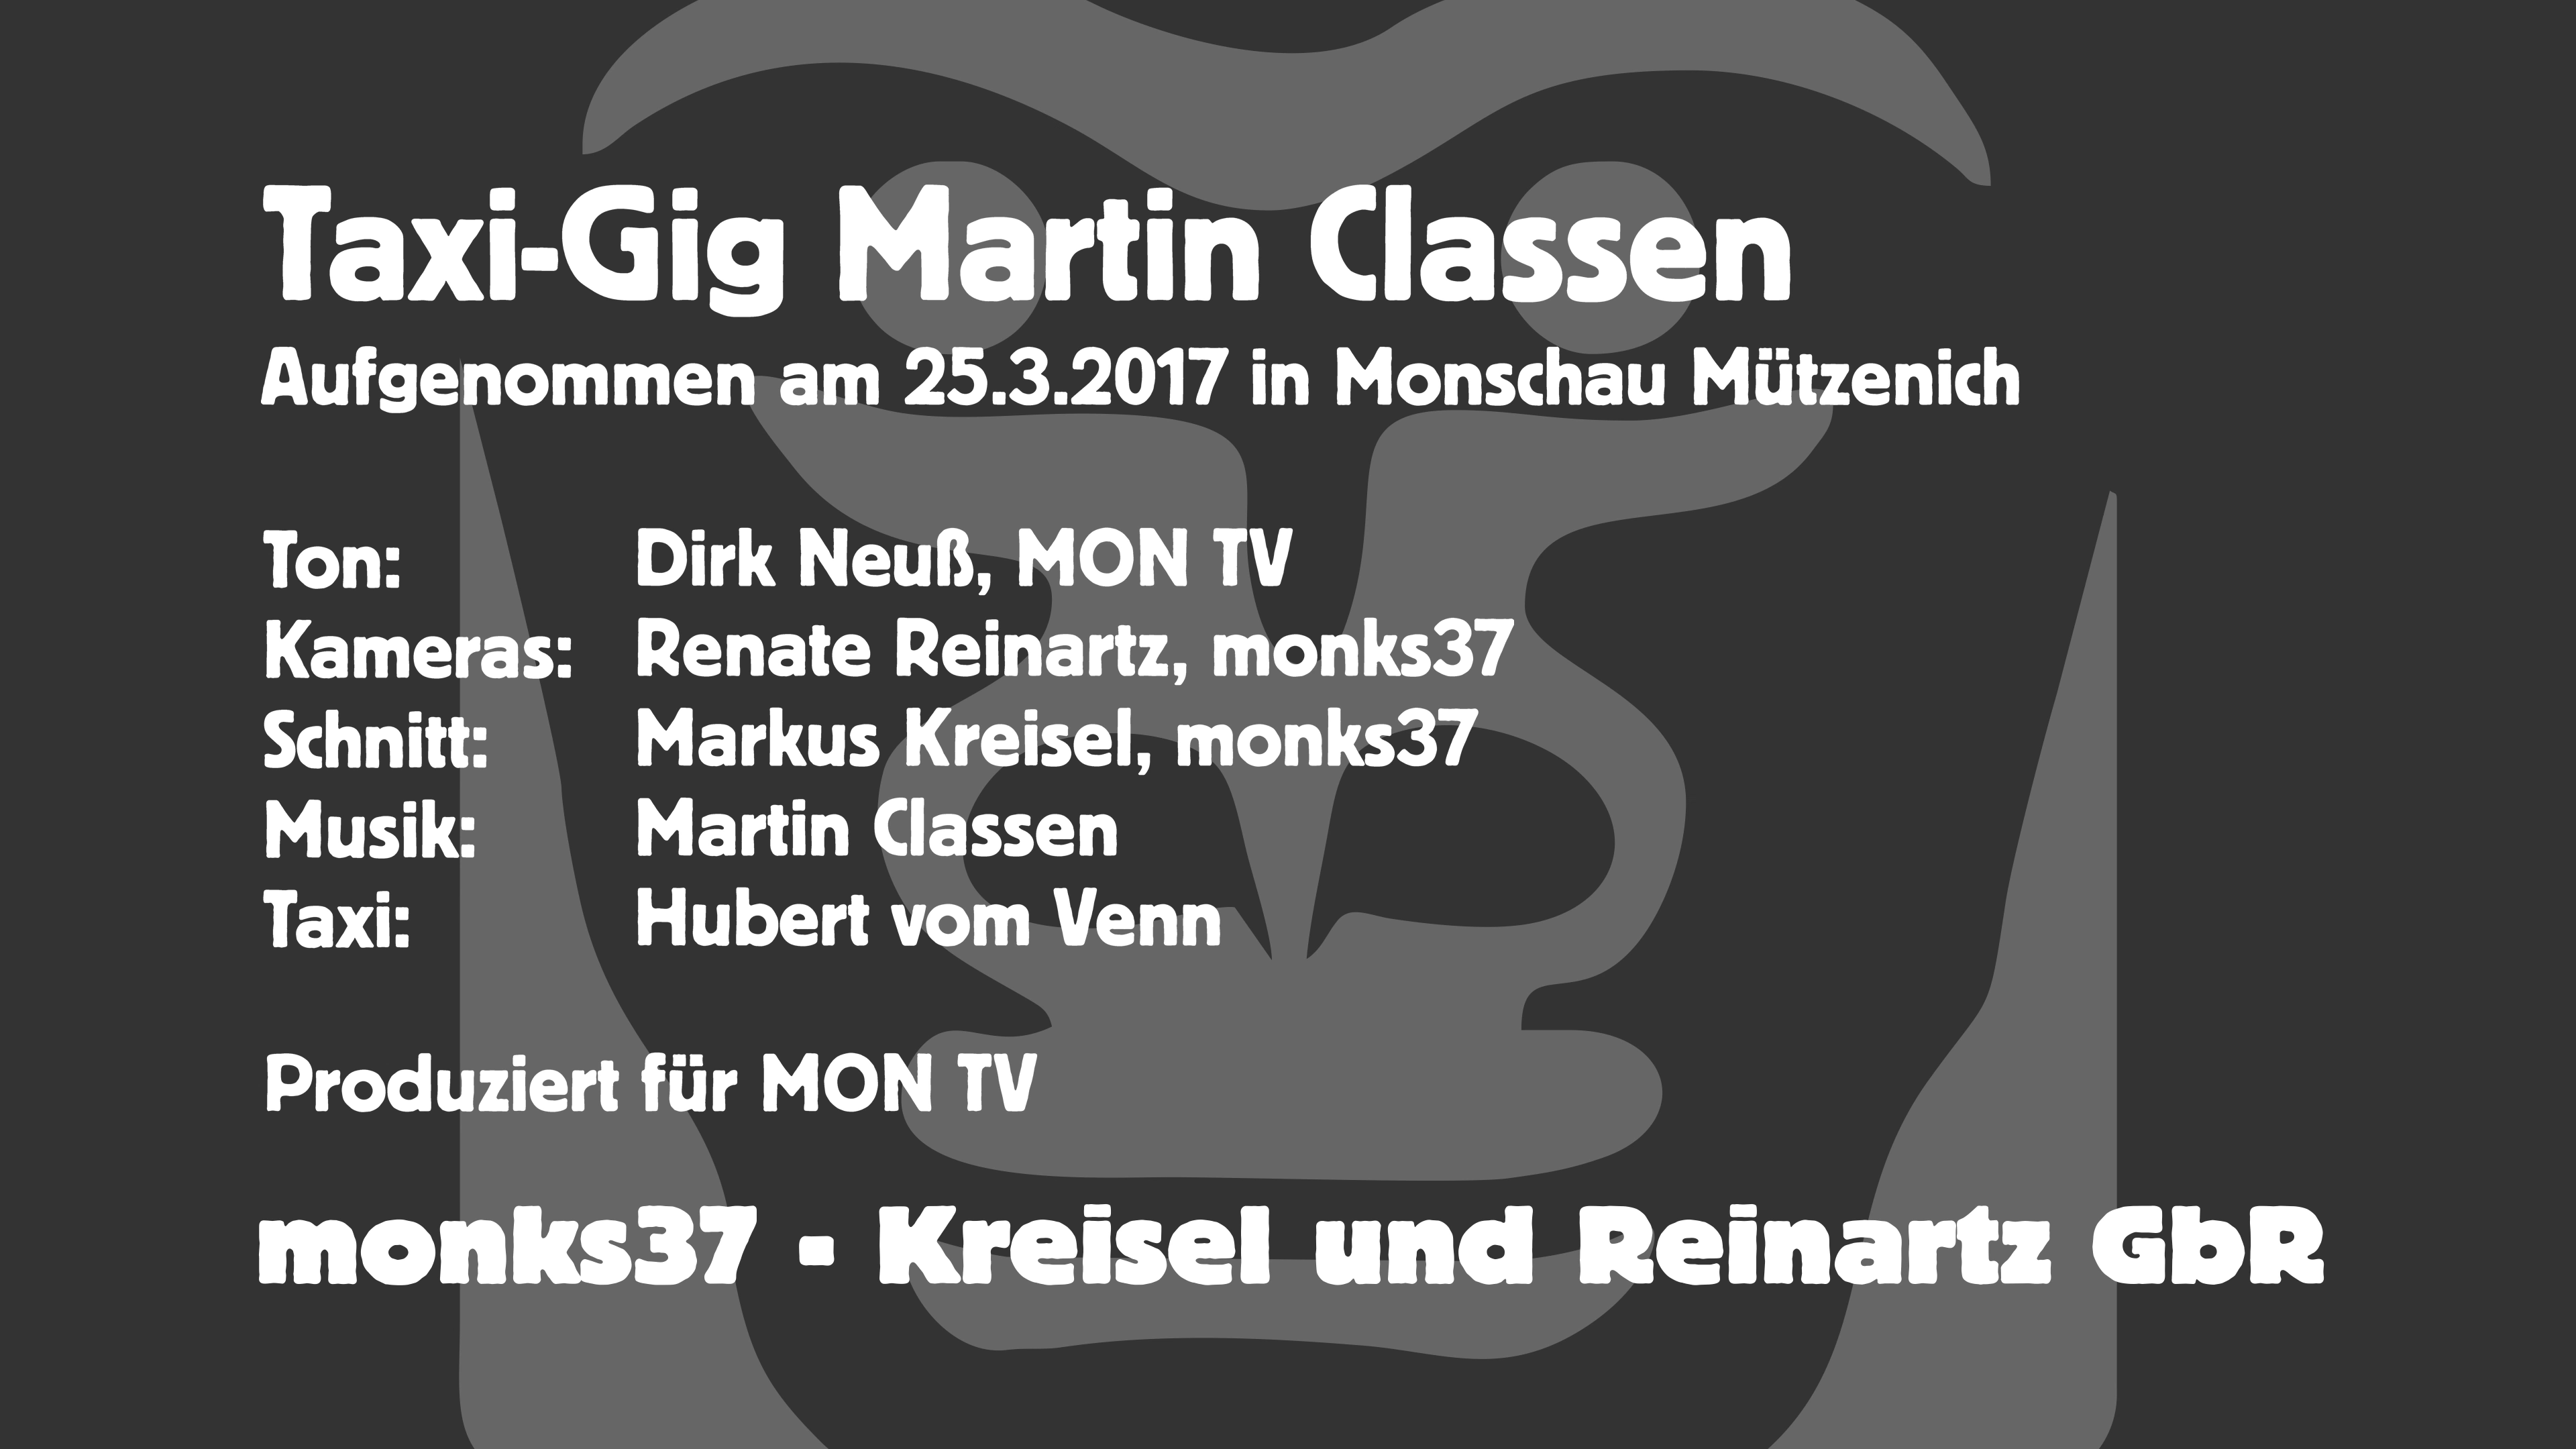 Taxi-Gig Martin Classen
Aufgenommen am 25.3.2017 in Monschau Mützenich
Ton: Dirk Neuß, MON TV
Kameras: Renate Reinartz, monks37
Schnitt: Markus Kreisel, monks37
Musik: Martin Classen
Taxi: Hubert vom Venn
Produziert für MON TV
monks37 · Kreisel und Reinartz GbR